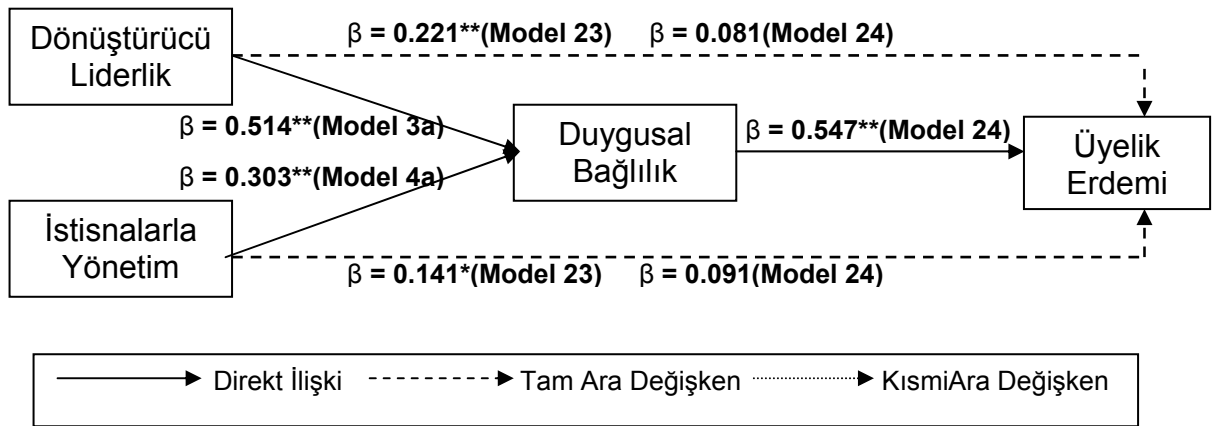 Dönüştürücü
Liderlik
β = 0.221**(Model 23) β = 0.081(Model 24)
β = 0.514**(Model 3a)
β = 0.303**(Model 4a)
Duygusal
Bağlılık
β = 0.547**(Model 24)
Üyelik
Erdemi
İstisnalarla
Yönetim
β = 0.141*(Model 23) β = 0.091(Model 24)
Direkt İlişki Tam Ara Değişken KısmiAra Değişken